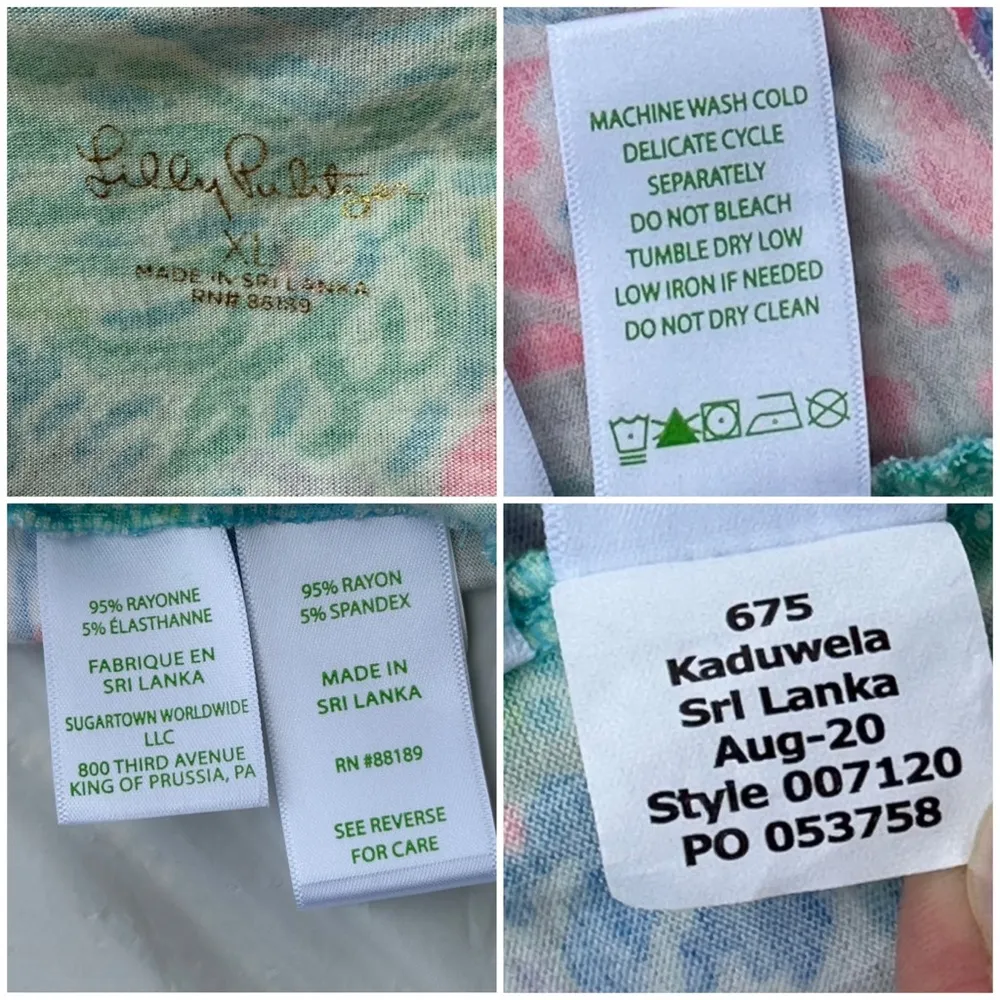 Lilly Pulitzer
XL
MADE IN SRI LANKA
RN# 88189
MACHINE WASH COLD
DELICATE CYCLE
SEPARATELY
DO NOT BLEACH
TUMBLE DRY LOW
LOW IRON IF NEEDED
DO NOT DRY CLEAN
95% RAYONNE
5% ÉLASTHANNE
FABRIQUE EN
SRI LANKA
SUGARTOWN WORLDWIDE
LLC
800 THIRD AVENUE
KING OF PRUSSIA, PA
95% RAYON
5% SPANDEX
MADE IN
SRI LANKA
RN #88189
SEE REVERSE
FOR CARE
675
Kaduwela
Sri Lanka
Aug-20
Style 007120
PO 053758